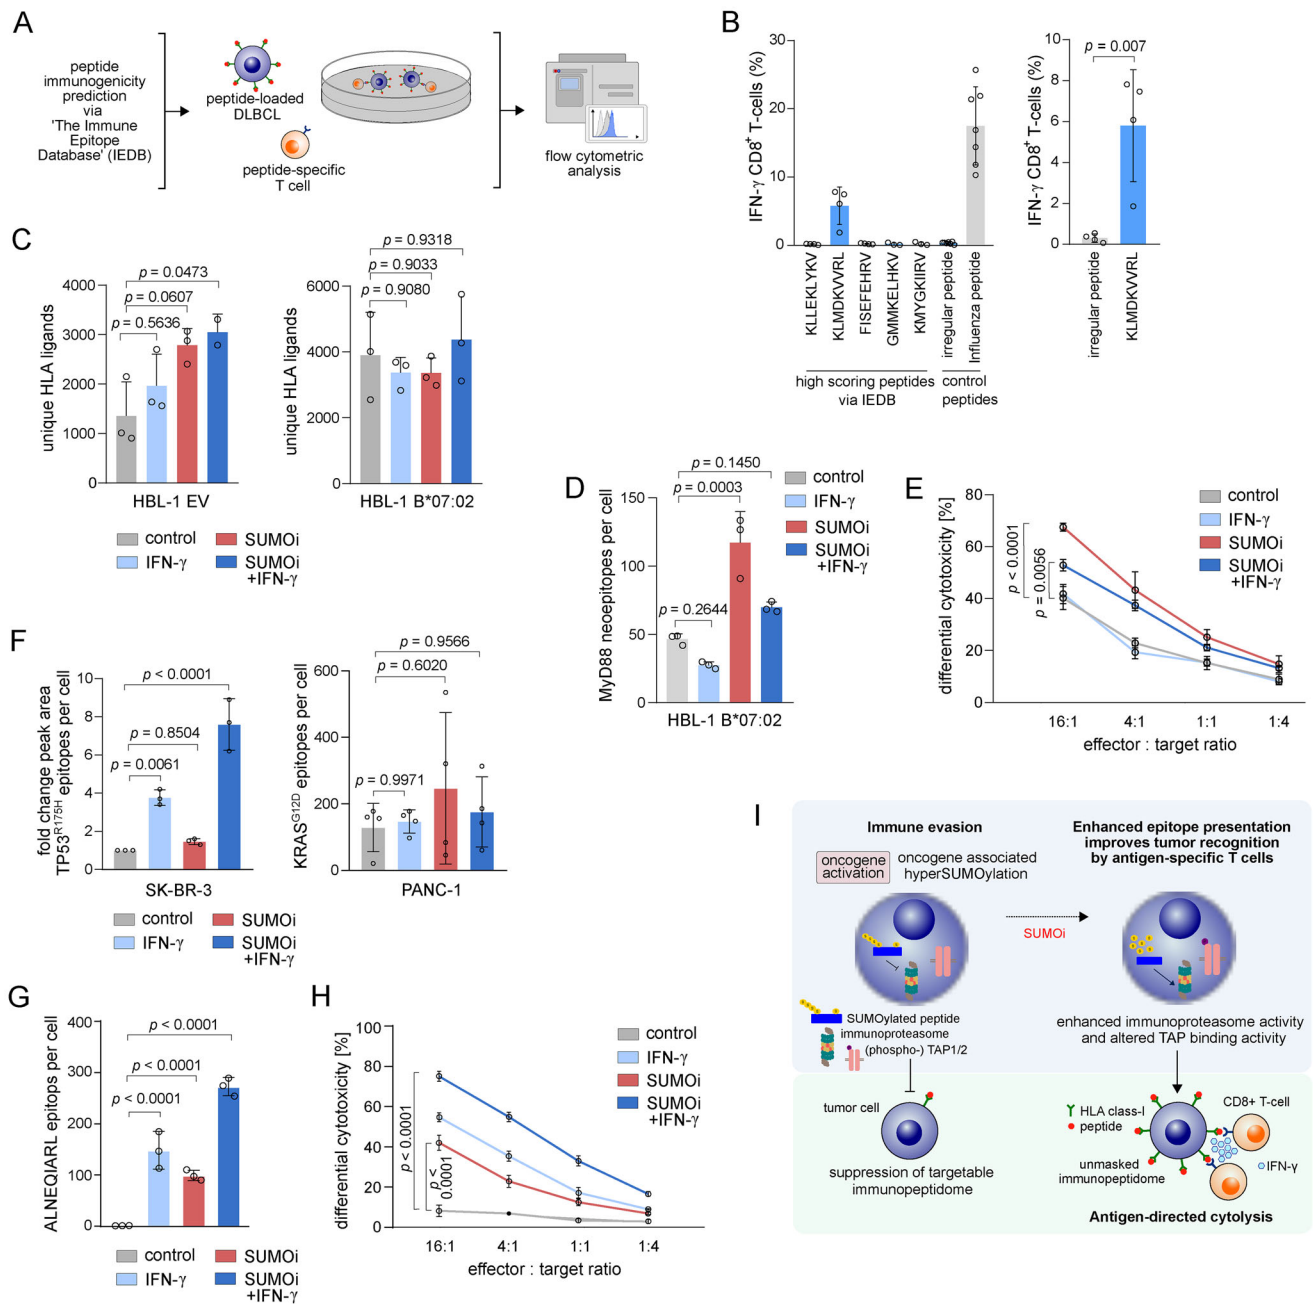 A
peptide
immunogenicity
prediction
via
'The Immune
Epitope
Database' (IEDB)
peptide-loaded
DLBCL
peptide-specific
T cell
flow cytometric
analysis
B
IFN-γ CD8+ T-cells (%)
30
20
10
0
KLLEKLYKV
KLMDKVVRL
FISEFEHRV
GMMKELHKV
KMYGKIIRV
irregular peptide
Influenza peptide
high scoring peptides
via IEDB
control
peptides
IFN-γ CD8+ T-cells (%)
10
8
6
4
2
0
p = 0.007
irregular peptide
KLMDKVVRL
C
unique HLA ligands
4000
3000
2000
1000
0
p = 0.0473
p = 0.0607
p = 0.5636
HBL-1 EV
unique HLA ligands
6000
4000
2000
0
p = 0.9318
p = 0.9033
p = 0.9080
HBL-1 B*07:02
control
IFN-γ
SUMOi
SUMOi
+IFN-γ
D
MyD88 neoepitopes per cell
150
100
50
0
p = 0.1450
p = 0.0003
p = 0.2644
HBL-1 B*07:02
control
IFN-γ
SUMOi
SUMOi
+IFN-γ
E
differential cytotoxicity [%]
80
60
40
20
0
p < 0.0001
p = 0.0056
16:1
4:1
1:1
1:4
effector : target ratio
control
IFN-γ
SUMOi
SUMOi
+IFN-γ
F
fold change peak area
TP53R175H epitopes per cell
10
8
6
4
2
0
p < 0.0001
p = 0.8504
p = 0.0061
SK-BR-3
KRASG12D epitopes per cell
600
400
200
0
p = 0.9566
p = 0.6020
p = 0.9971
PANC-1
control
IFN-γ
SUMOi
SUMOi
+IFN-γ
G
ALNEQIARL epitops per cell
400
300
200
100
0
p < 0.0001
p < 0.0001
p < 0.0001
control
IFN-γ
SUMOi
SUMOi
+IFN-γ
H
differential cytotoxicity [%]
100
80
60
40
20
0
p < 0.0001
p <
0.0001
16:1
4:1
1:1
1:4
effector : target ratio
control
IFN-γ
SUMOi
SUMOi
+IFN-γ
I
Immune evasion
oncogene
activation
oncogene associated
hyperSUMOylation
SUMOi
Enhanced epitope presentation
improves tumor recognition
by antigen-specific T cells
SUMOylated peptide
immunoproteasome
(phospho-) TAP1/2
enhanced immunoproteasome activity
and altered TAP binding activity
tumor cell
suppression of targetable
immunopeptidome
HLA class-I
peptide
unmasked
immunopeptidome
CD8+ T-cell
IFN-γ
Antigen-directed cytolysis